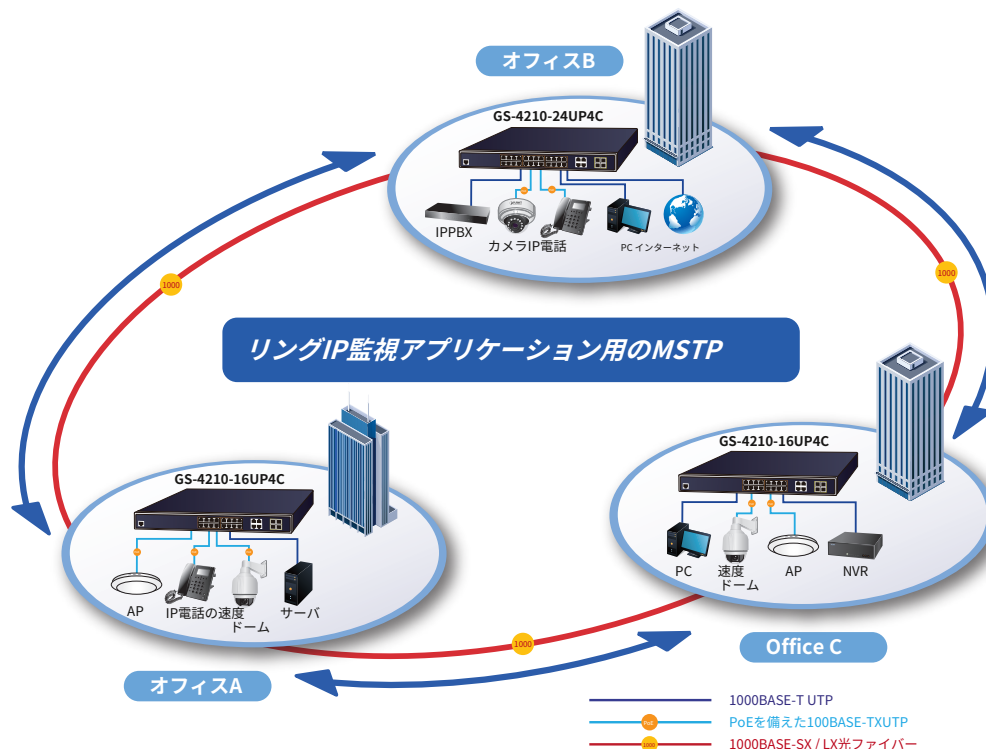 オフィスB
GS-4210-24UP4C
IPPBX
カメラIP電話
PC インターネット
1000
1000
リングIP監視アプリケーション用のMSTP
GS-4210-16UP4C
AP
IP電話の速度
ドーム
サーバ
オフィスA
GS-4210-16UP4C
PC
速度
ドーム
AP
NVR
Office C
1000
1000BASE-T UTP
PoE
PoEを備えた100BASE-TXUTP
1000
1000BASE-SX / LX光ファイバー